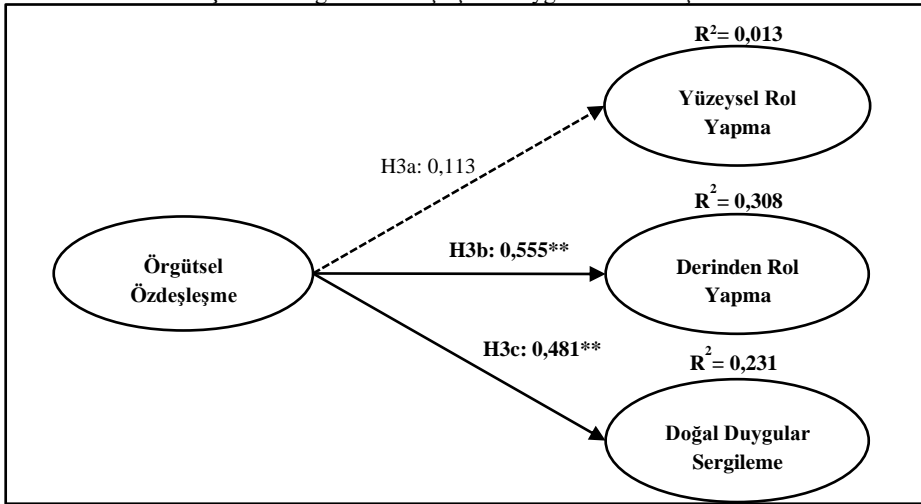 R²= 0,013
Yüzeysel Rol
Yapma
H3a: 0,113
R²= 0,308
Örgütsel
Özdeşleşme
H3b: 0,555**
Derinden Rol
Yapma
H3c: 0,481**
R²= 0,231
Doğal Duygular
Sergileme